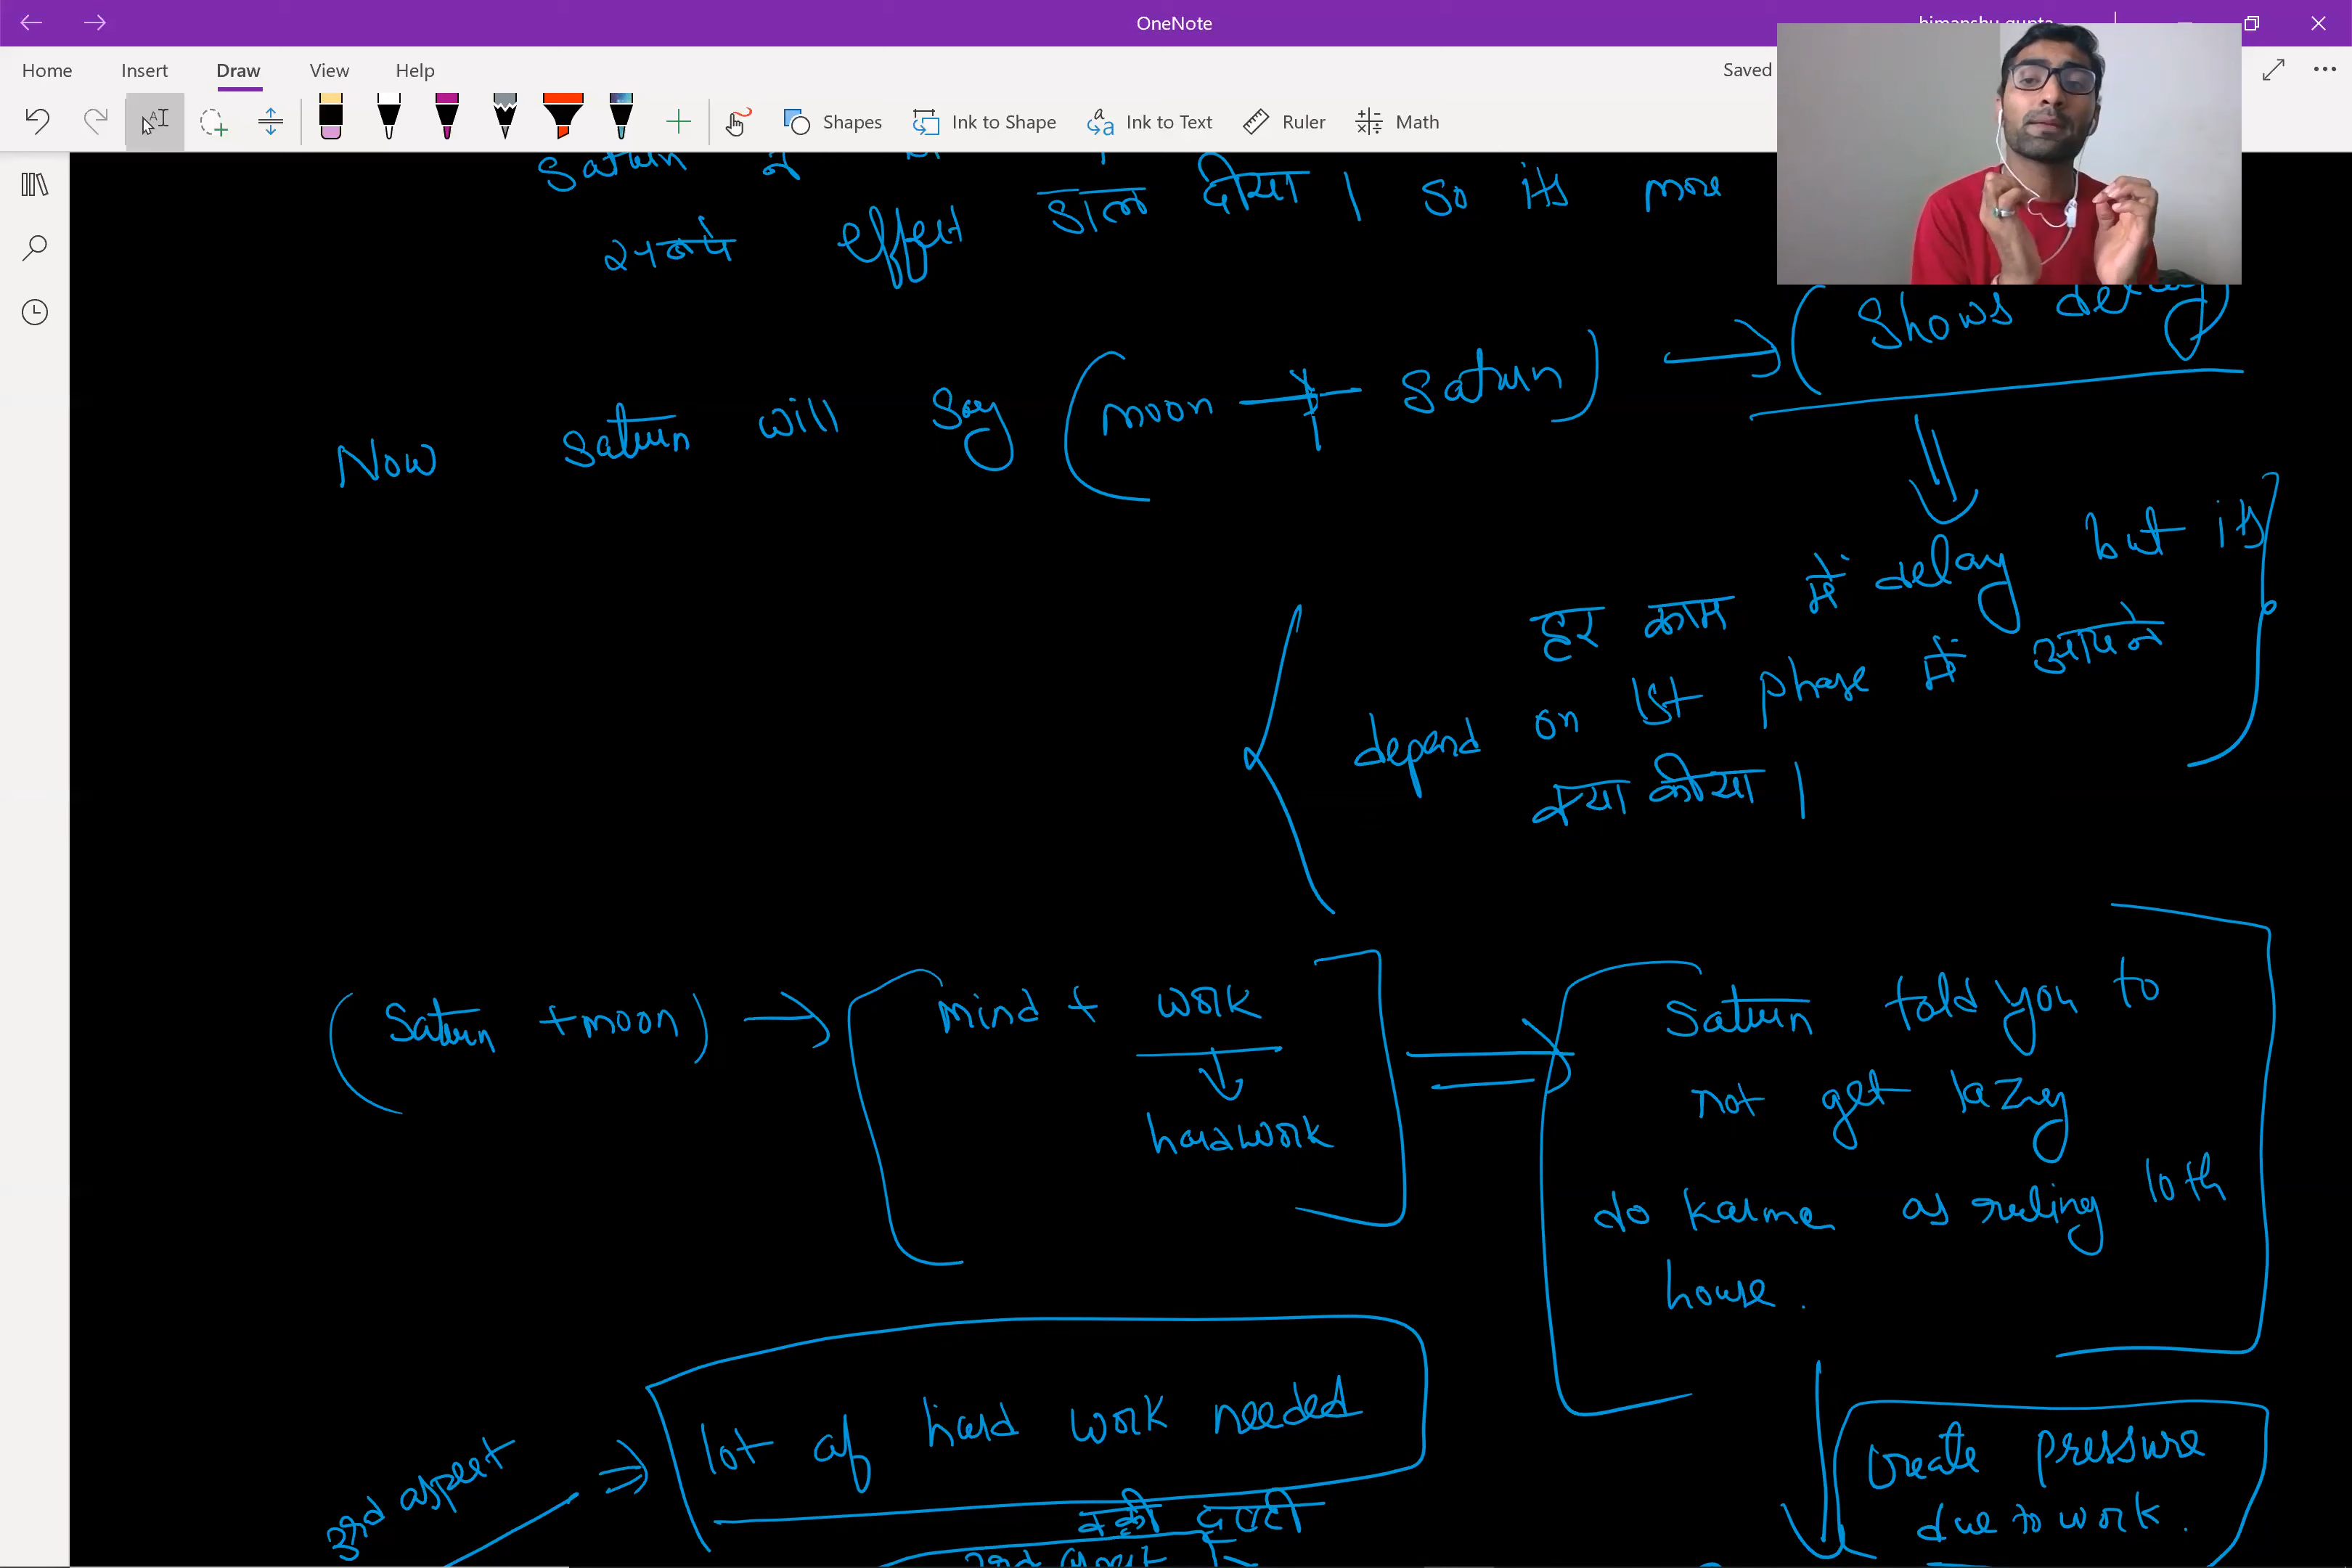 OneNote
himanshu gupta
Home Insert Draw View Help
Saved
Shapes Ink to Shape Ink to Text Ruler Math
Saturn ने
effect डाल दीया । so its more
(Shows delay)
Now Saturn will say (moon Saturn) →
हर काम में delay but its
depend on 1st phase में आपने
क्या कीया ।
(Saturn + moon) → mind + work
hardwork
Saturn told you to
not get lazy
do karma as ruling 10th
house.
3rd aspect ⇒ lot of hard work needed
Create pressure
due to work.